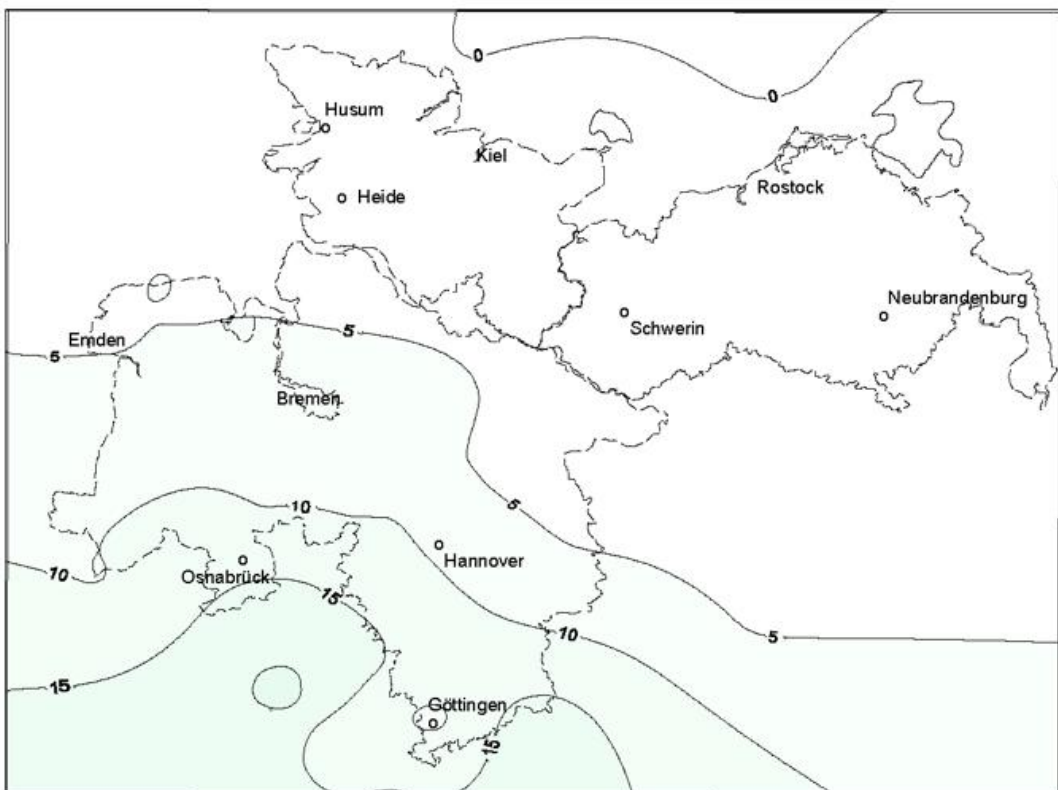 0
0
Husum
Kiel
Rostock
Heide
Neubrandenburg
Schwerin
Emden
5
5
Bremen
10
5
Hannover
10
Osnabrück
15
10
5
15
Göttingen
15